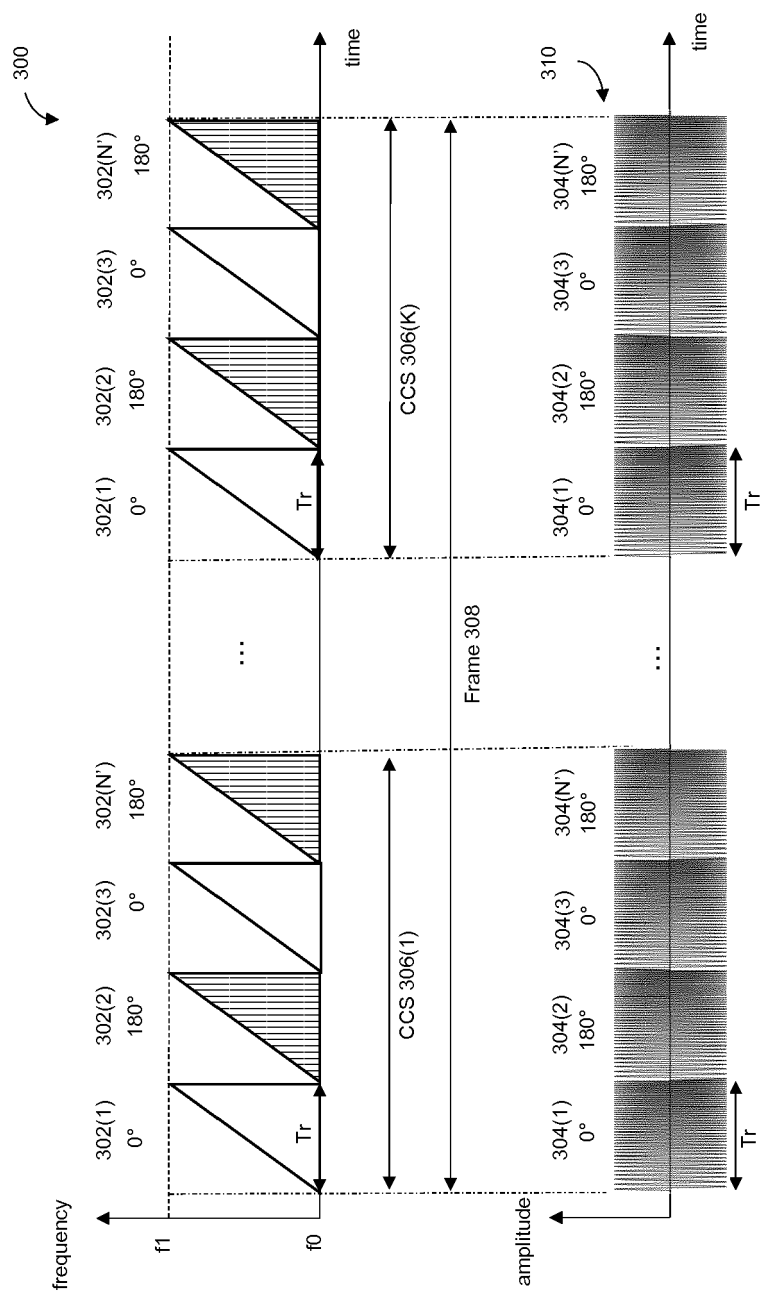 300
frequency
f1
f0
302(1)
0°
302(2)
180°
302(3)
0°
302(N')
180°
...
302(1)
0°
302(2)
180°
302(3)
0°
302(N')
180°
Tr
Tr
time
CCS 306(1)
CCS 306(K)
Frame 308
310
amplitude
304(1)
0°
304(2)
180°
304(3)
0°
304(N')
180°
...
304(1)
0°
304(2)
180°
304(3)
0°
304(N')
180°
time
Tr
Tr